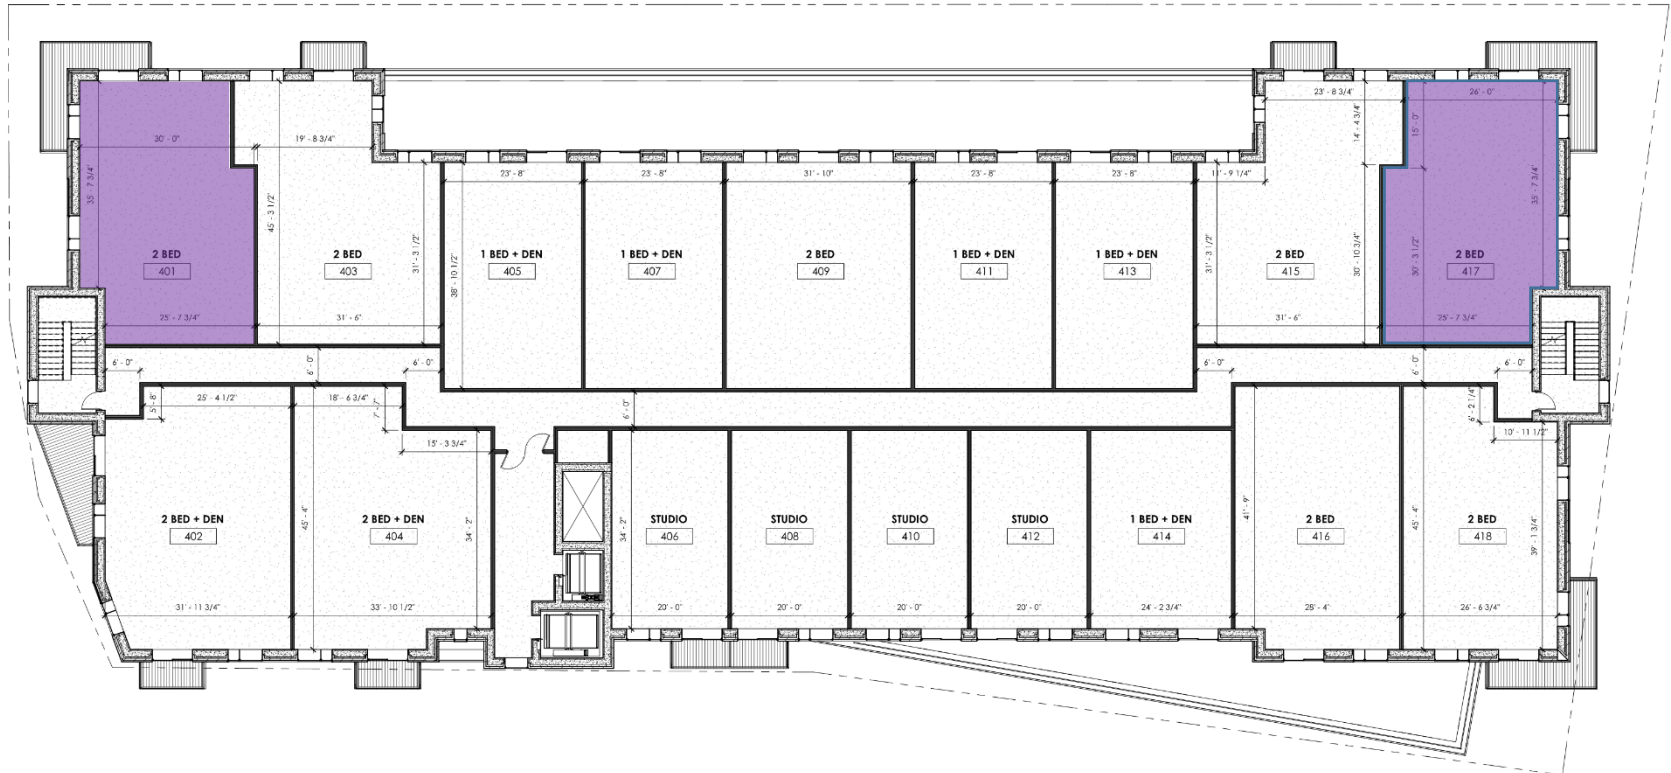 23' - 8 3/4"
26' - 0"
14' - 4 3/4"
15' - 0"
30' - 0"
19' - 8 3/4"
23' - 8"
23' - 8"
31' - 10"
23' - 8"
23' - 8"
11' - 9 1/4"
35' - 7 3/4"
45' - 3 1/2"
31' - 3 1/2"
38' - 10 1/2"
31' - 3 1/2"
30' - 10 3/4"
30' - 3 1/2"
35' - 7 3/4"
2 BED
401
2 BED
403
1 BED + DEN
405
1 BED + DEN
407
2 BED
409
1 BED + DEN
411
1 BED + DEN
413
2 BED
415
2 BED
417
25' - 7 3/4"
31' - 6"
31' - 6"
25' - 7 3/4"
6' - 0"
6' - 0"
6' - 0"
6' - 0"
6' - 0"
6' - 0"
5' - 8"
25' - 4 1/2"
18' - 6 3/4"
7' - 7"
6' - 0"
6' - 2 1/4"
15' - 3 3/4"
10' - 11 1/2"
45' - 4"
34' - 2"
34' - 2"
41' - 9"
45' - 4"
39' - 1 3/4"
2 BED + DEN
402
2 BED + DEN
404
STUDIO
406
STUDIO
408
STUDIO
410
STUDIO
412
1 BED + DEN
414
2 BED
416
2 BED
418
31' - 11 3/4"
33' - 10 1/2"
20' - 0"
20' - 0"
20' - 0"
20' - 0"
24' - 2 3/4"
28' - 4"
26' - 6 3/4"